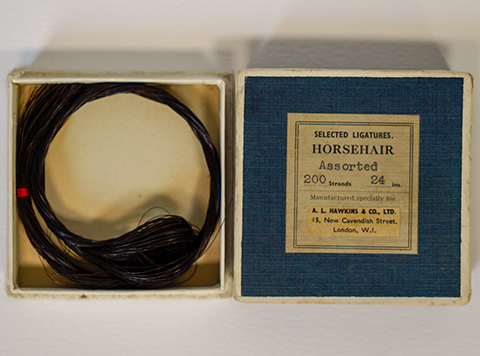 SELECTED LIGATURES.
HORSEHAIR
Assorted
200 Strands 24 ins.
Manufactured specially for
A. L. HAWKINS & CO., LTD.
15, New Cavendish Street,
London, W.1.